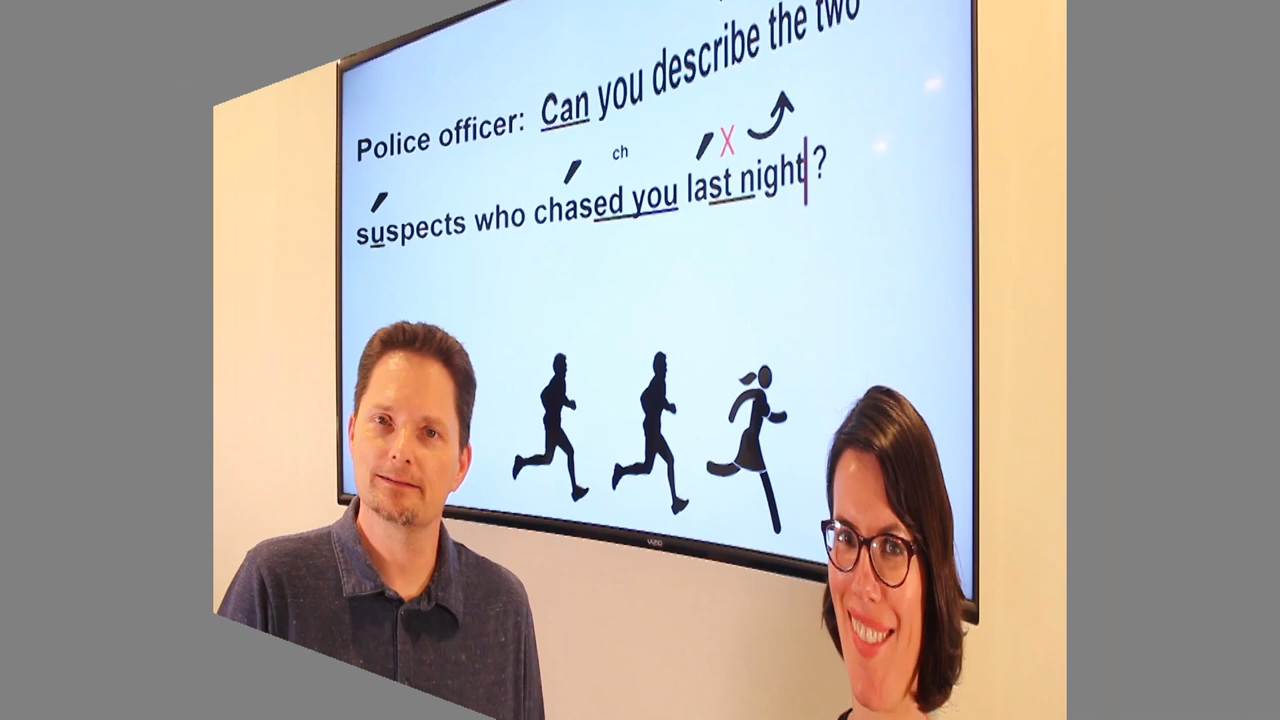 Police officer: Can you describe the two
ch
X
suspects who chased you last night ?
VIZIO